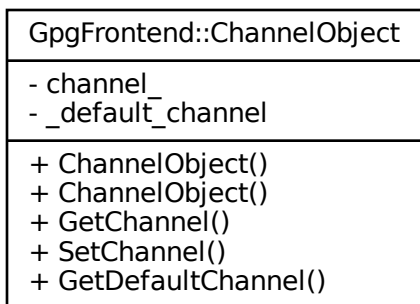 GpgFrontend::ChannelObject
- channel_
- _default_channel
+ ChannelObject()
+ ChannelObject()
+ GetChannel()
+ SetChannel()
+ GetDefaultChannel()